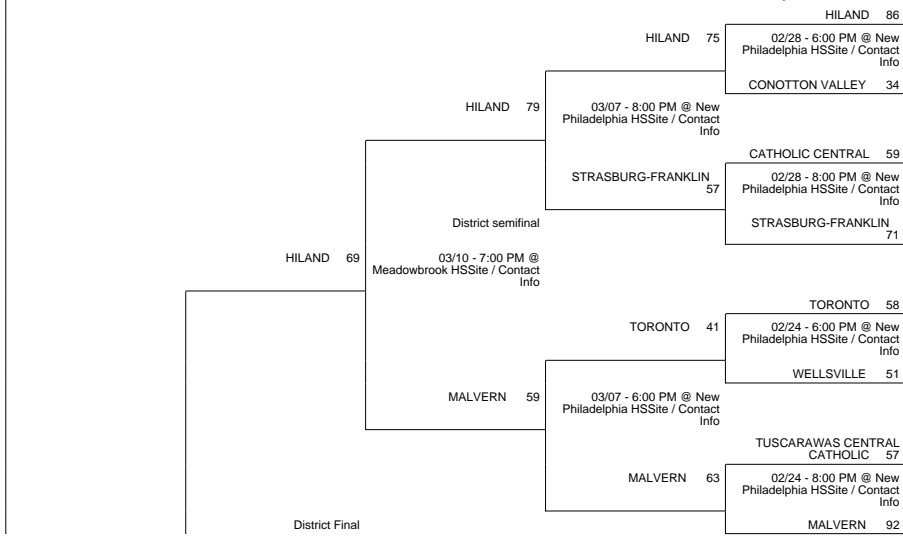 HILAND 86
HILAND 75
02/28 - 6:00 PM @ New
Philadelphia HSSite / Contact
Info
CONOTTON VALLEY 34
HILAND 79
03/07 - 8:00 PM @ New
Philadelphia HSSite / Contact
Info
CATHOLIC CENTRAL 59
STRASBURG-FRANKLIN
57
02/28 - 8:00 PM @ New
Philadelphia HSSite / Contact
Info
STRASBURG-FRANKLIN
71
District semifinal
HILAND 69
03/10 - 7:00 PM @
Meadowbrook HSSite / Contact
Info
TORONTO 58
TORONTO 41
02/24 - 6:00 PM @ New
Philadelphia HSSite / Contact
Info
WELLSVILLE 51
MALVERN 59
03/07 - 6:00 PM @ New
Philadelphia HSSite / Contact
Info
TUSCARAWAS CENTRAL
CATHOLIC 57
MALVERN 63
02/24 - 8:00 PM @ New
Philadelphia HSSite / Contact
Info
MALVERN 92
District Final